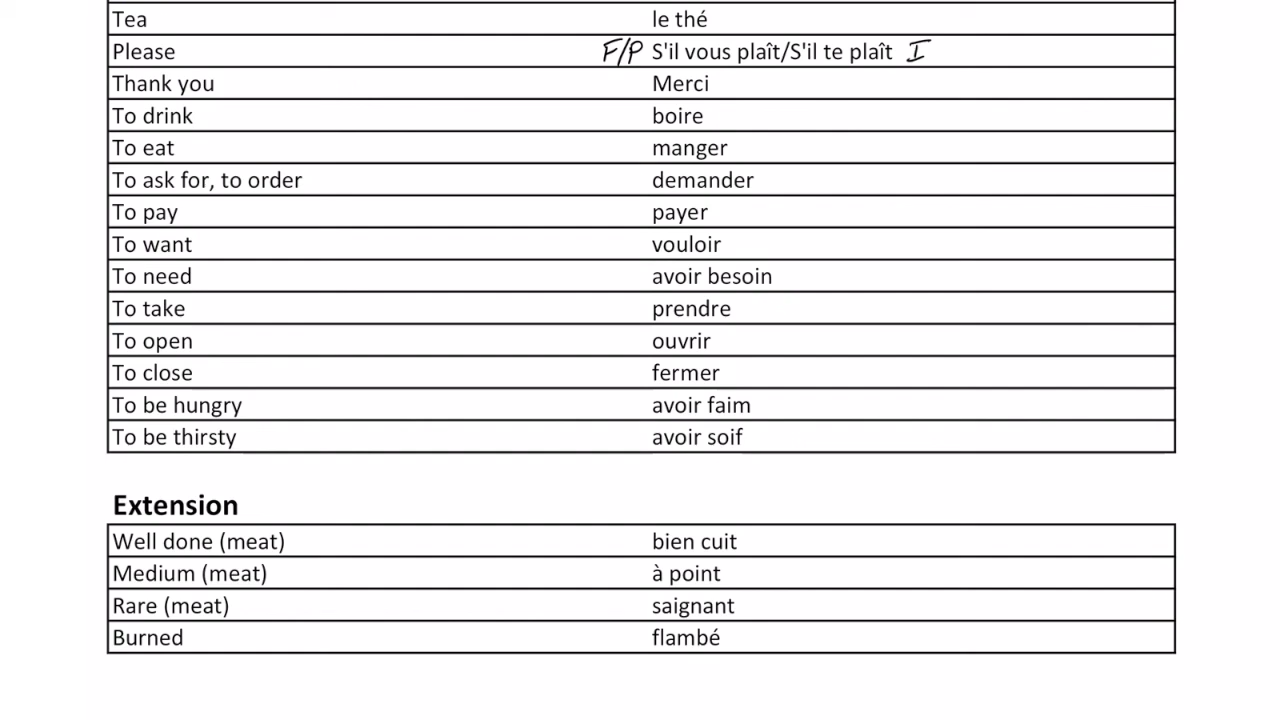 Tea le thé
Please F/P S'il vous plaît/S'il te plaît I
Thank you Merci
To drink boire
To eat manger
To ask for, to order demander
To pay payer
To want vouloir
To need avoir besoin
To take prendre
To open ouvrir
To close fermer
To be hungry avoir faim
To be thirsty avoir soif
Extension
Well done (meat) bien cuit
Medium (meat) à point
Rare (meat) saignant
Burned flambé